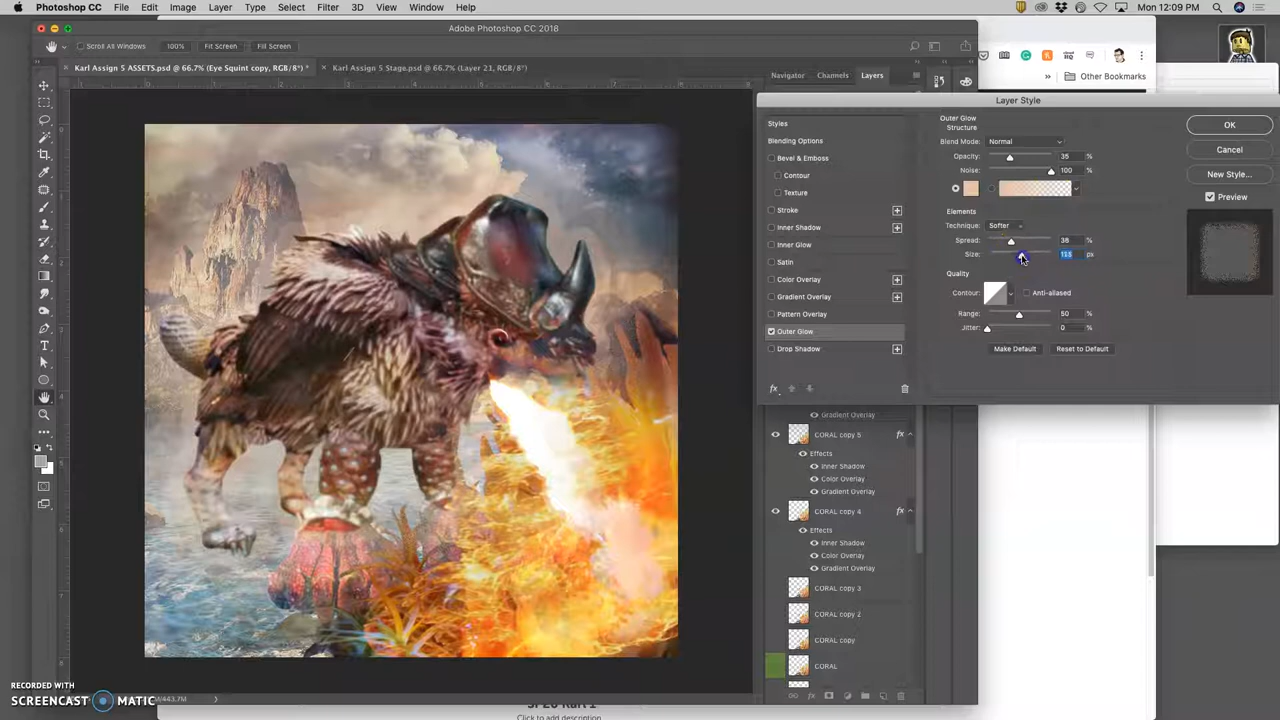 Photoshop CC File Edit Image Layer Type Select Filter 3D View Window Help
Mon 12:09 PM
Adobe Photoshop CC 2018
Scroll All Windows 100% Fit Screen Fill Screen
Karl Assign 5 ASSETS.psd @ 66.7% (Eye Squint copy, RGB/8*) *
Karl Assign 5 Stage.psd @ 66.7% (Layer 21, RGB/8*)
Navigator Channels Layers
» Other Bookmarks
Layer Style
Styles
Blending Options
Bevel & Emboss
Contour
Texture
Stroke
Inner Shadow
Inner Glow
Satin
Color Overlay
Gradient Overlay
Pattern Overlay
Outer Glow
Drop Shadow
fx
Outer Glow
Structure
Blend Mode: Normal
Opacity: 35 %
Noise: 100 %
Elements
Technique: Softer
Spread: 38 %
Size: 115 px
Quality
Contour: Anti-aliased
Range: 50 %
Jitter: 0 %
Make Default Reset to Default
OK
Cancel
New Style...
Preview
Gradient Overlay
CORAL copy 5 fx
Effects
Inner Shadow
Color Overlay
Gradient Overlay
CORAL copy 4 fx
Effects
Inner Shadow
Color Overlay
Gradient Overlay
CORAL copy 3
CORAL copy 2
CORAL copy
CORAL
fx
RECORDED WITH
SCREENCAST MATIC
/443.7M
Click to add description